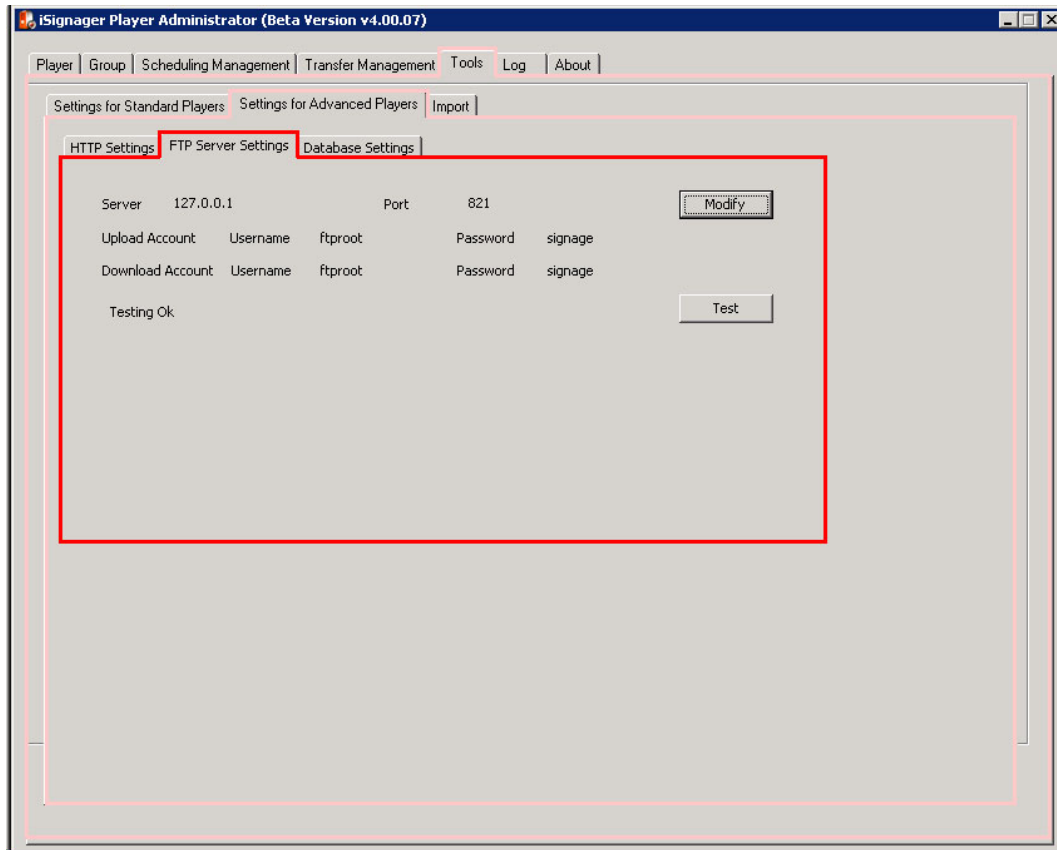 iSignager Player Administrator (Beta Version v4.00.07)
Player Group Scheduling Management Transfer Management Tools Log About
Settings for Standard Players Settings for Advanced Players Import
HTTP Settings FTP Server Settings Database Settings
Server 127.0.0.1 Port 821 Modify
Upload Account Username ftproot Password signage
Download Account Username ftproot Password signage
Testing Ok Test